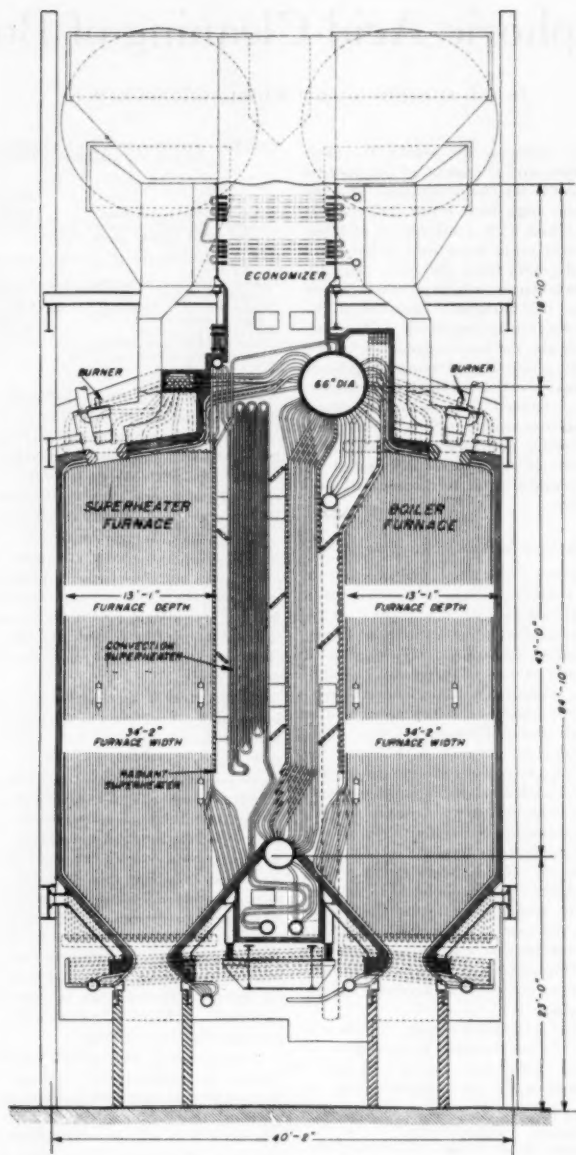 ECONOMIZER
18'-10"
BURNER
66" DIA.
BURNER
SUPERHEATER
FURNACE
BOILER
FURNACE
13'-1"
FURNACE DEPTH
13'-1"
FURNACE DEPTH
43'-0"
84'-10"
CONVECTION
SUPERHEATER
34'-2"
FURNACE WIDTH
34'-2"
FURNACE WIDTH
RADIANT
SUPERHEATER
23'-0"
40'-2"